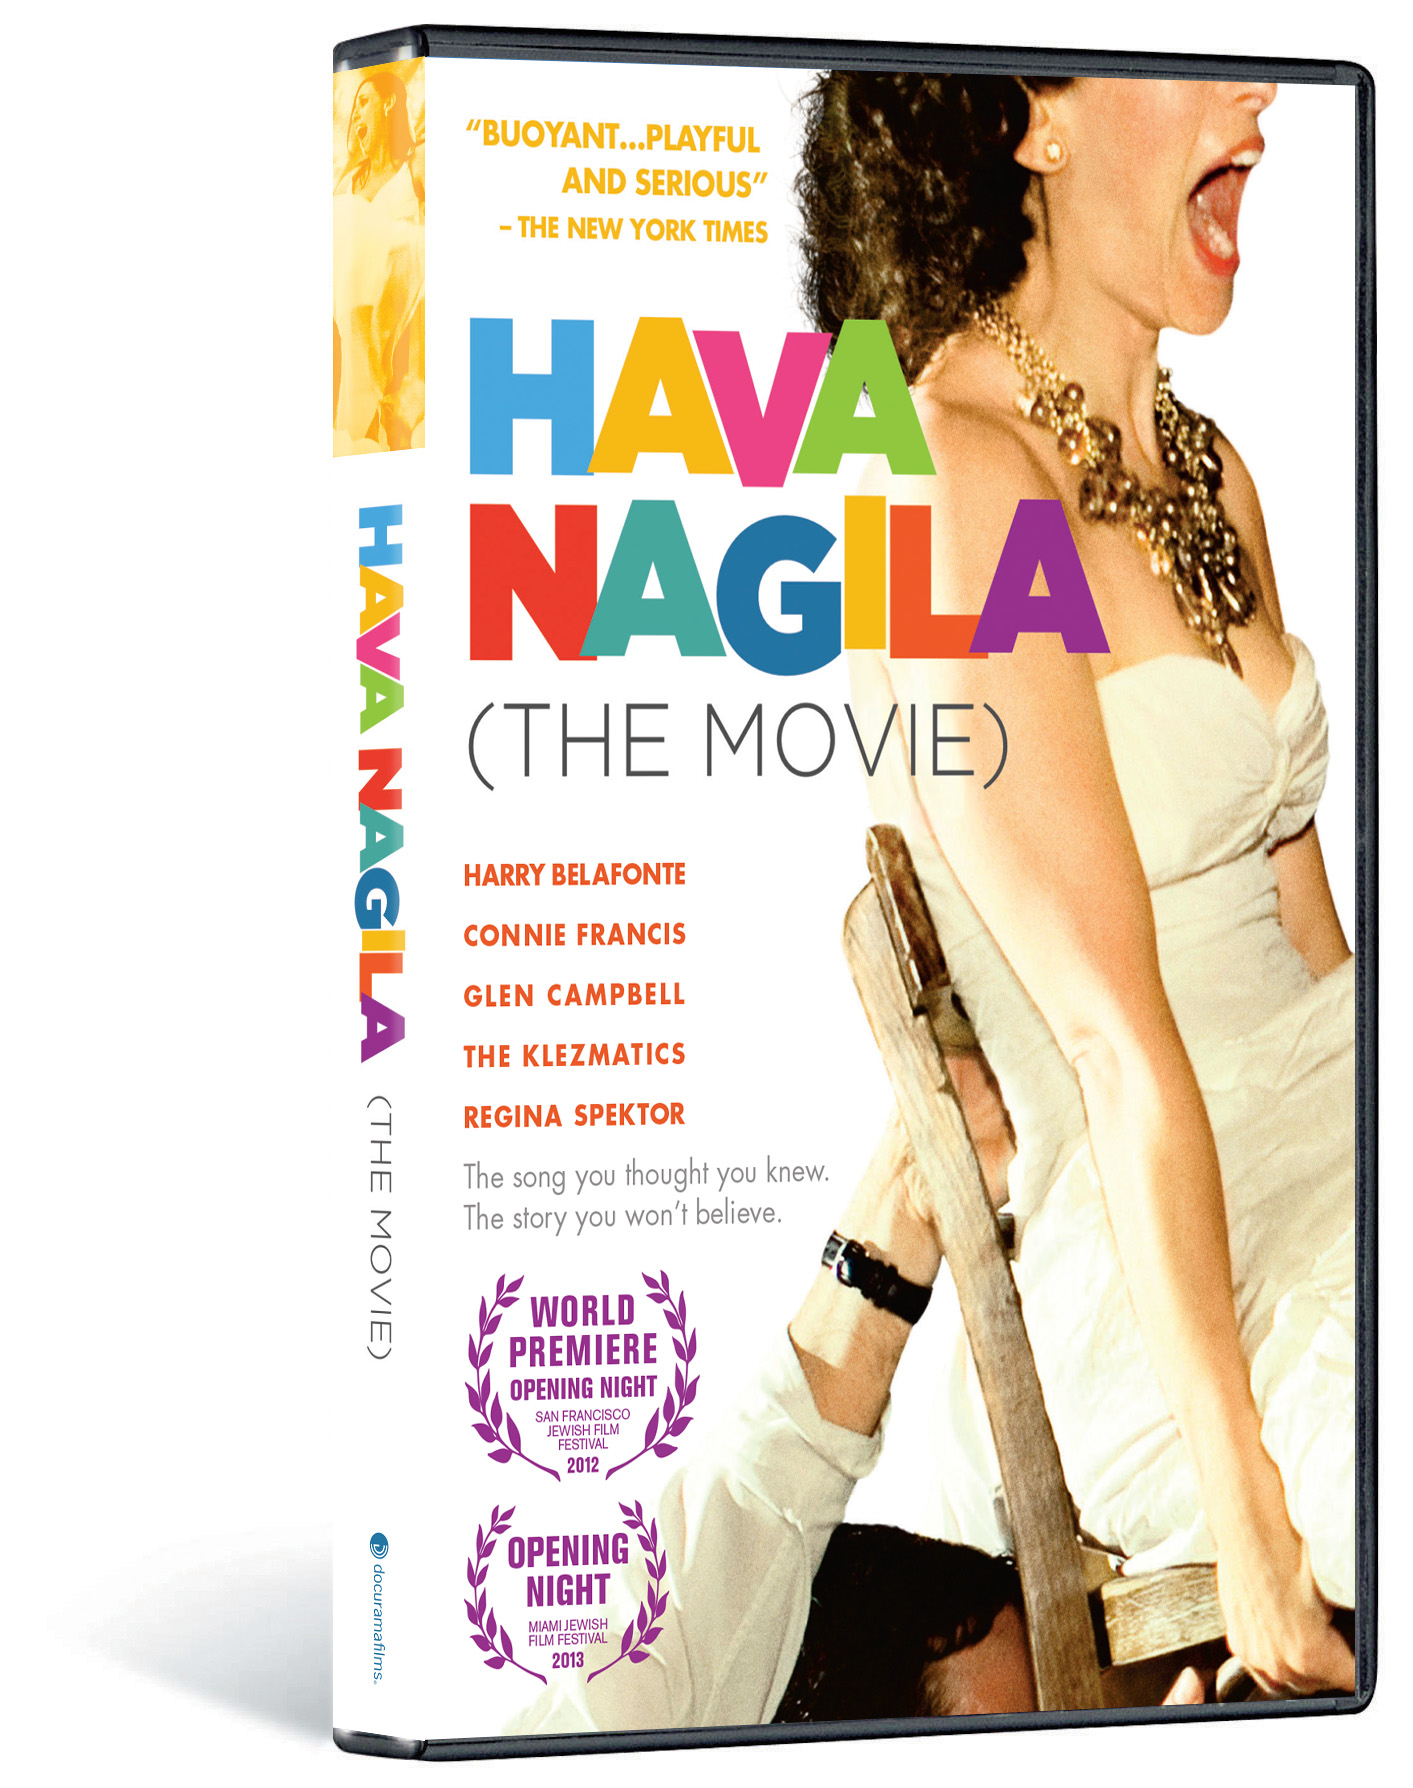 “BUOYANT...PLAYFUL
AND SERIOUS”
– THE NEW YORK TIMES
HAVA
NAGILA
(THE MOVIE)
HARRY BELAFONTE
CONNIE FRANCIS
GLEN CAMPBELL
THE KLEZMATICS
REGINA SPEKTOR
The song you thought you knew.
The story you won’t believe.
WORLD
PREMIERE
OPENING NIGHT
SAN FRANCISCO
JEWISH FILM
FESTIVAL
2012
OPENING
NIGHT
MIAMI JEWISH
FILM FESTIVAL
2013
HAVA NAGILA (THE MOVIE)
docuramafilms.